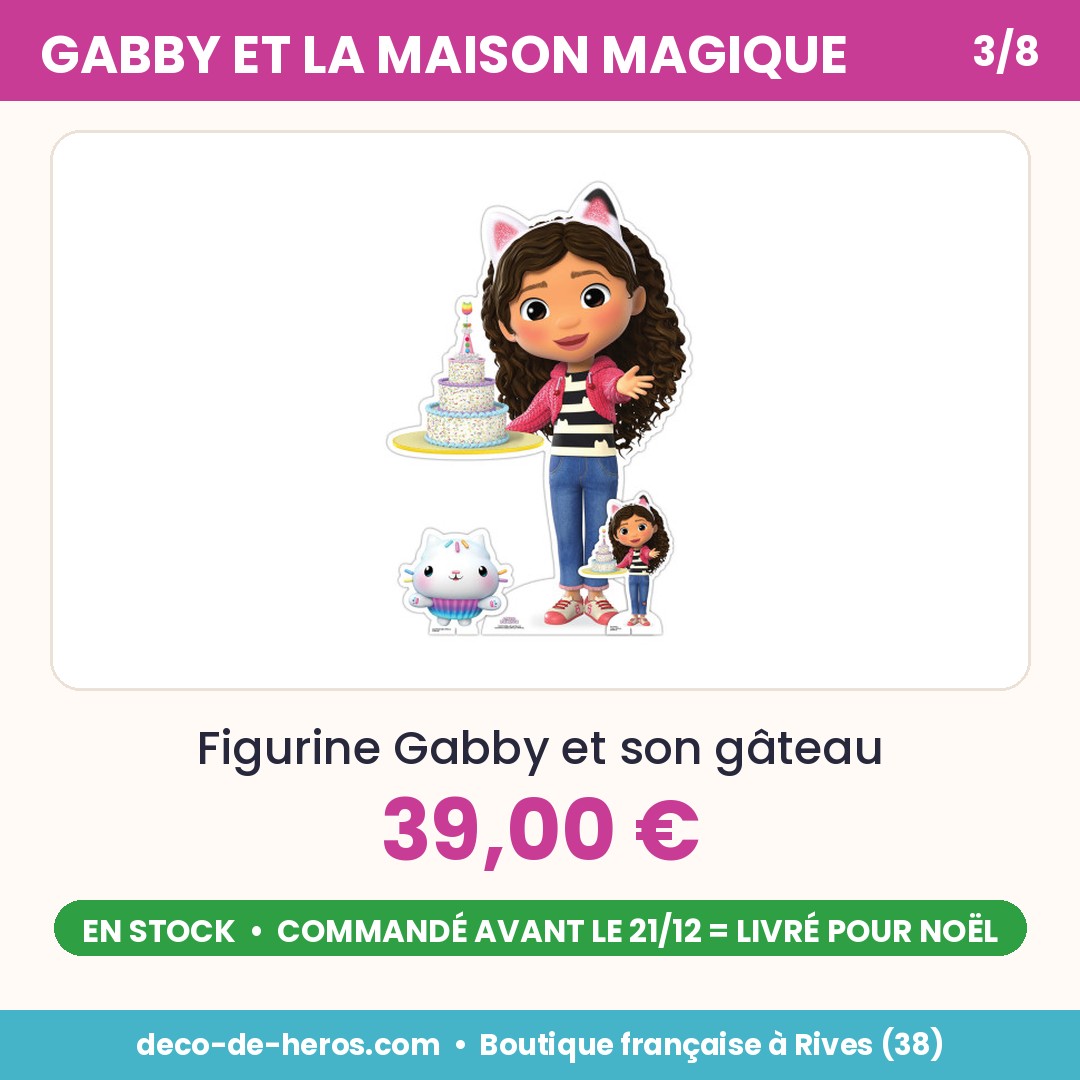 GABBY ET LA MAISON MAGIQUE
3/8
Figurine Gabby et son gâteau
39,00 €
EN STOCK • COMMANDÉ AVANT LE 21/12 = LIVRÉ POUR NOËL
deco-de-heros.com • Boutique française à Rives (38)